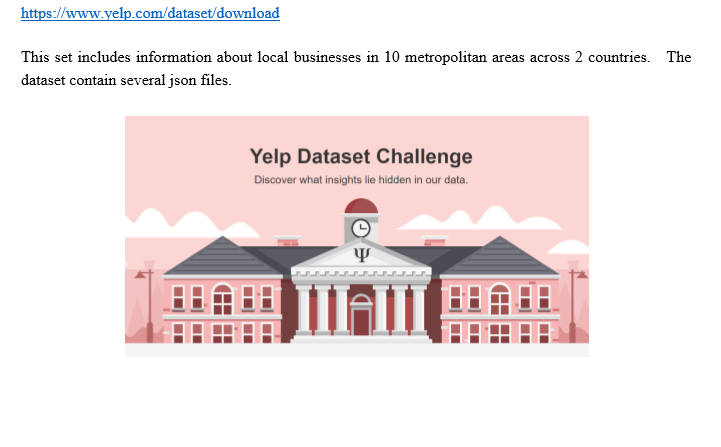 https://www.yelp.com/dataset/download
This set includes information about local businesses in 10 metropolitan areas across 2 countries. The
dataset contain several json files.
Yelp Dataset Challenge
Discover what insights lie hidden in our data.
Ψ